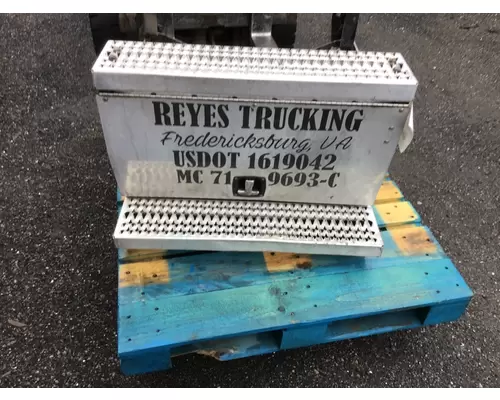 REYES TRUCKING
Fredericksburg, VA
USDOT 1619042
MC 71 9693-C